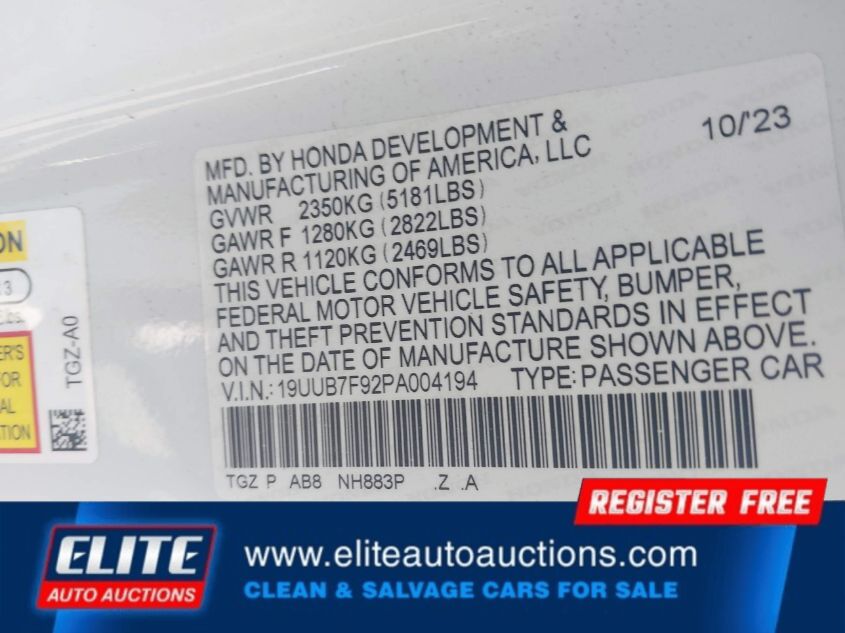 MFD. BY HONDA DEVELOPMENT & 10/'23
MANUFACTURING OF AMERICA, LLC
GVWR 2350KG (5181LBS)
GAWR F 1280KG (2822LBS)
GAWR R 1120KG (2469LBS)
THIS VEHICLE CONFORMS TO ALL APPLICABLE
FEDERAL MOTOR VEHICLE SAFETY, BUMPER,
AND THEFT PREVENTION STANDARDS IN EFFECT
ON THE DATE OF MANUFACTURE SHOWN ABOVE.
V.I.N.: 19UUB7F92PA004194 TYPE: PASSENGER CAR
TGZ P AB8 NH883P .Z .A
TGZ-A0
REGISTER FREE
ELITE
AUTO AUCTIONS
www.eliteautoauctions.com
CLEAN & SALVAGE CARS FOR SALE